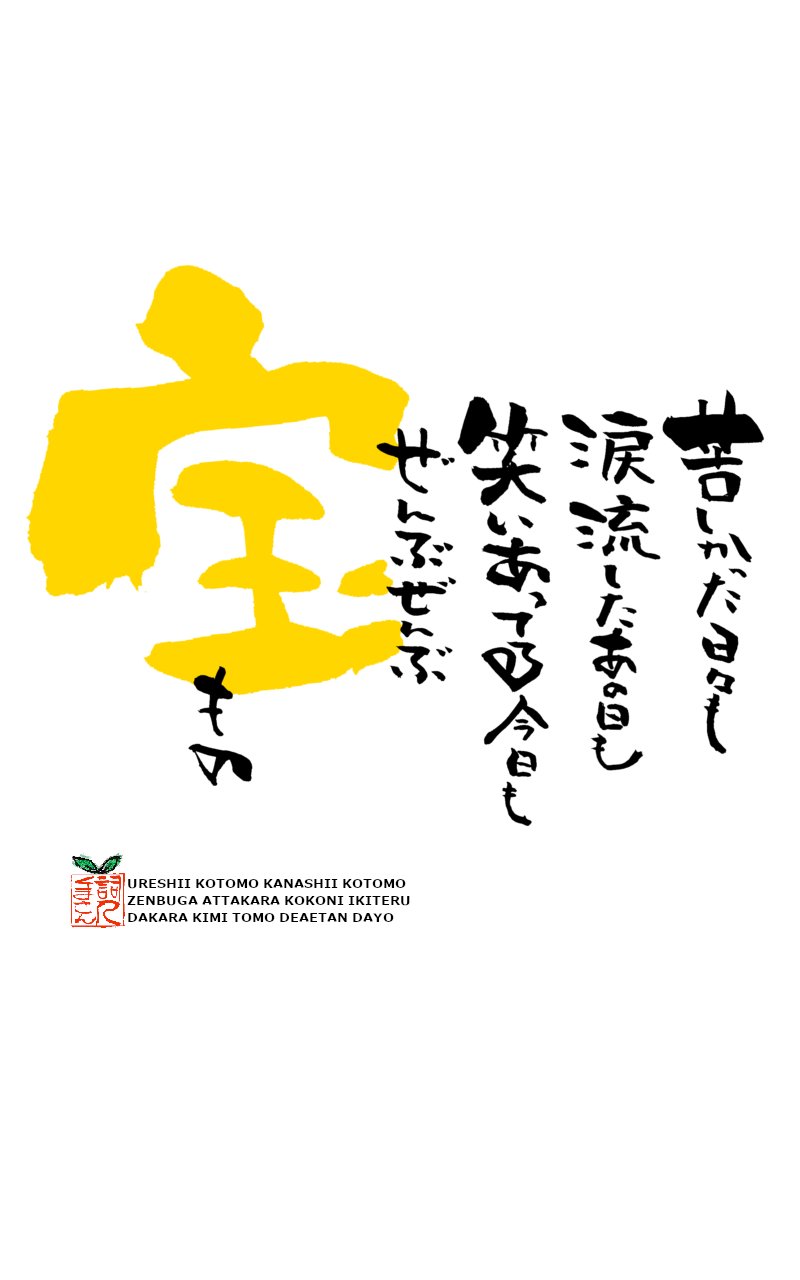 苦しかった日々も
涙流したあの日も
笑いあってる今日も
ぜんぶぜんぶ
宝もの
URESHII KOTOMO KANASHII KOTOMO
ZENBUGA ATTAKARA KOKONI IKITERU
DAKARA KIMI TOMO DEAETAN DAYO